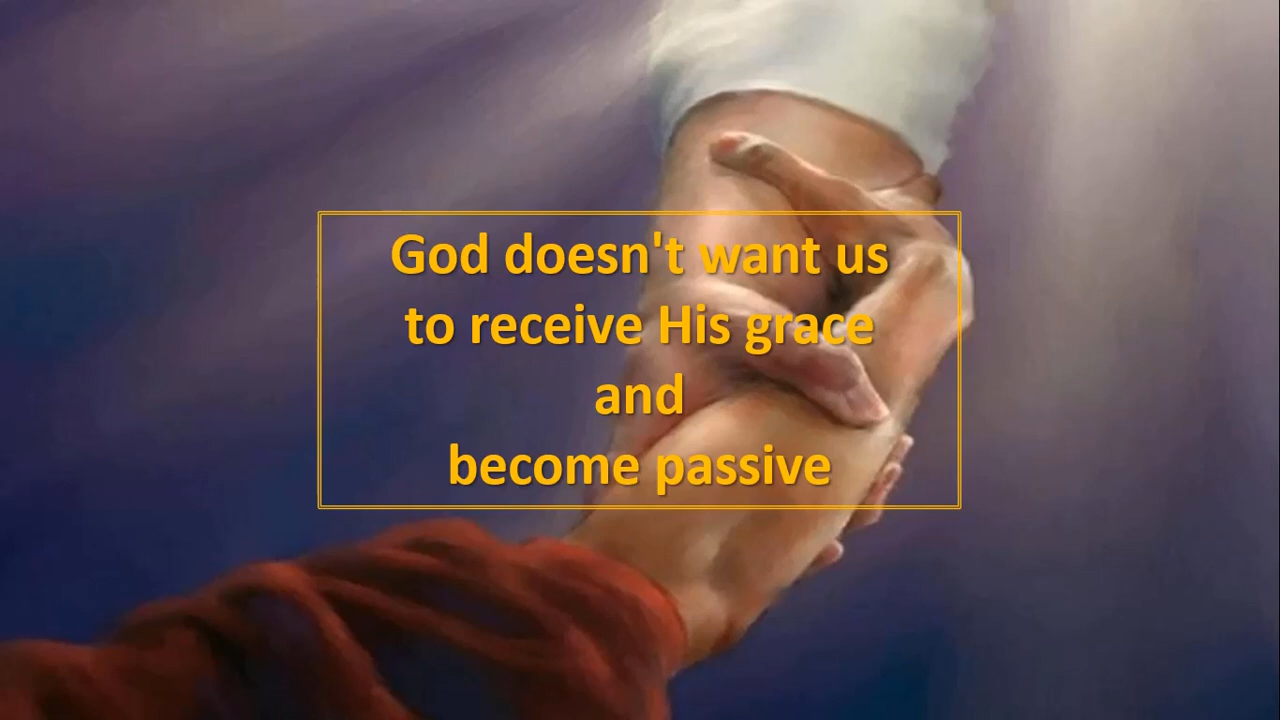 God doesn't want us
to receive His grace
and
become passive